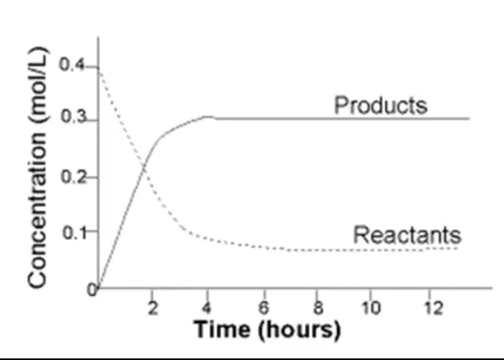 Concentration (mol/L)
0.4
0.3
0.2
0.1
0
Products
Reactants
2 4 6 8 10 12
Time (hours)